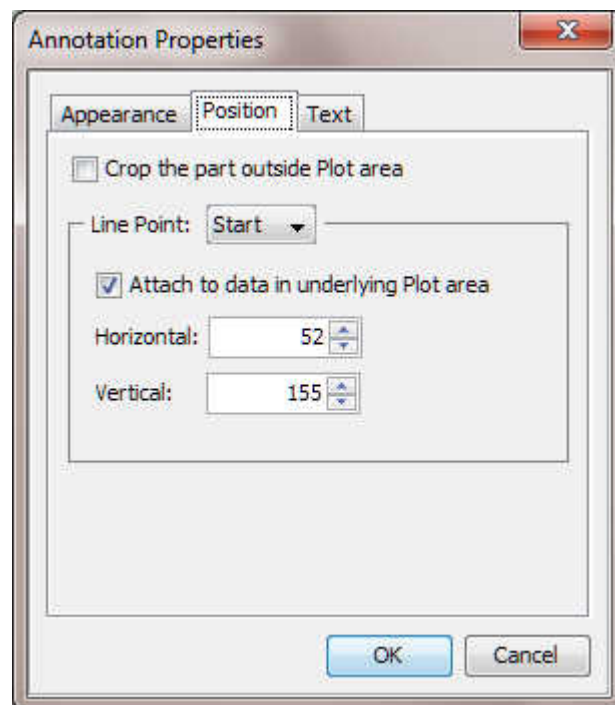 Annotation Properties
Appearance Position Text
Crop the part outside Plot area
Line Point: Start
Attach to data in underlying Plot area
Horizontal: 52
Vertical: 155
OK Cancel